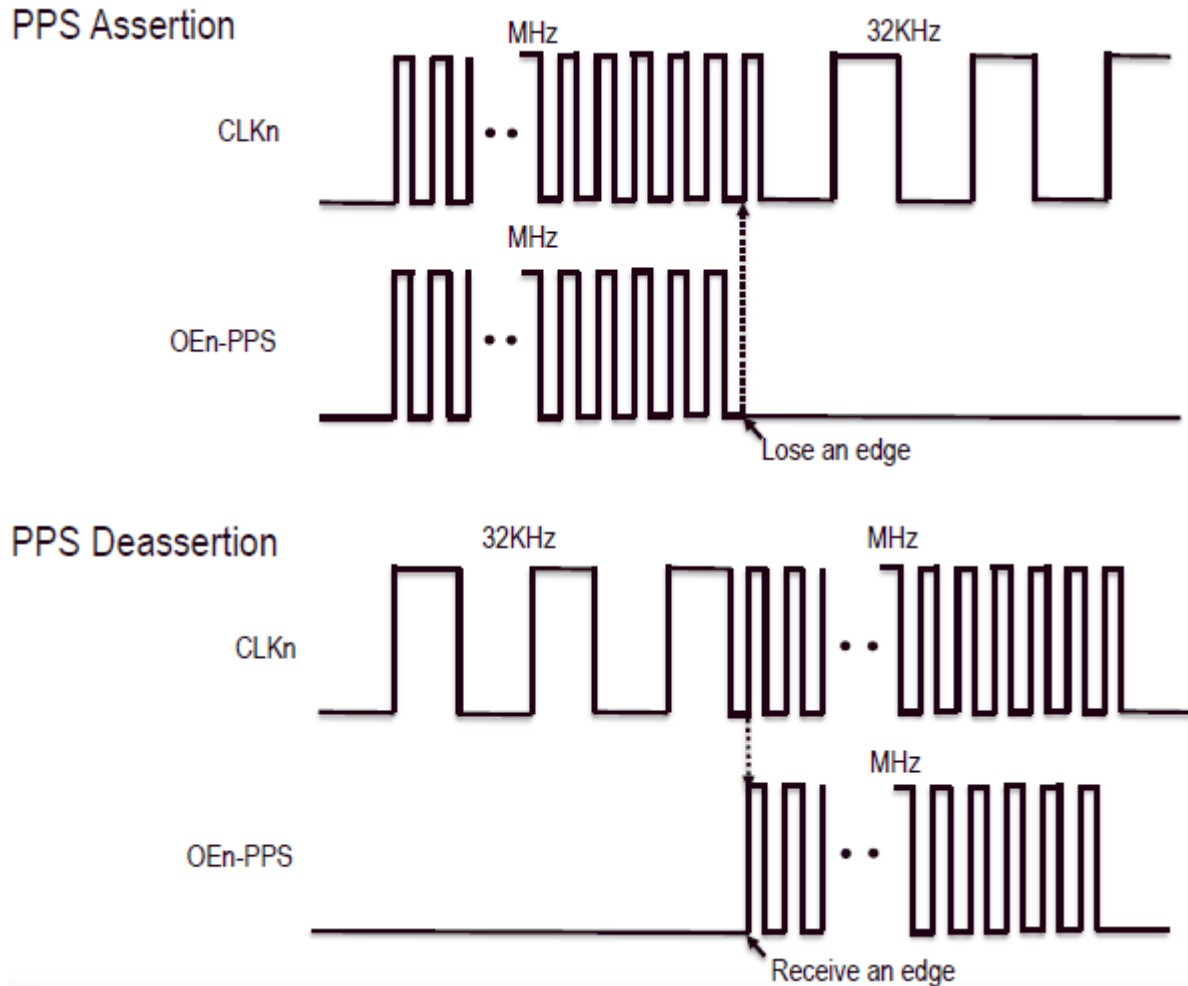 PPS Assertion
MHz
32KHz
CLKn
MHz
OEn-PPS
Lose an edge
PPS Deassertion
32KHz
MHz
CLKn
MHz
OEn-PPS
Receive an edge